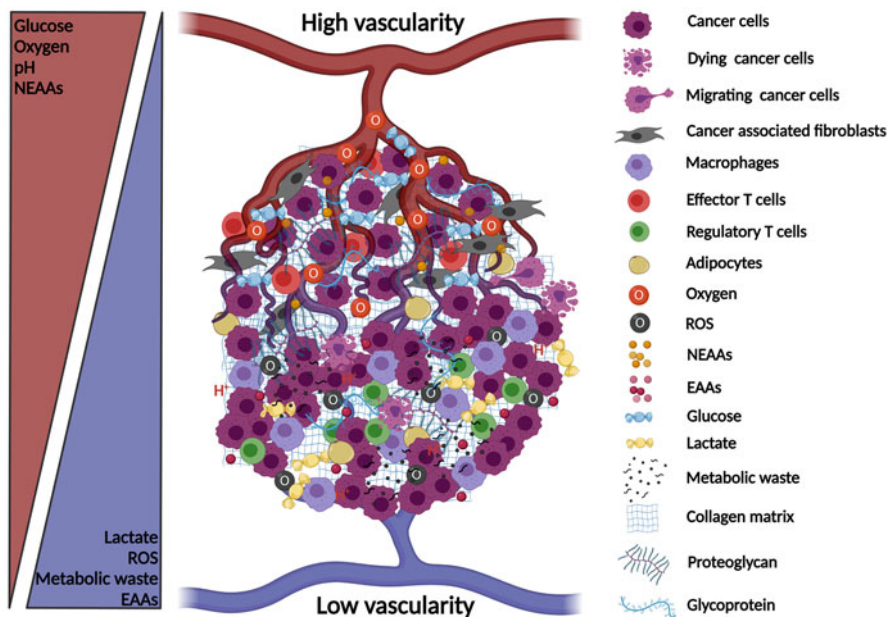 Glucose
Oxygen
pH
NEAAs
High vascularity
Lactate
ROS
Metabolic waste
EAAs
Low vascularity
O
O
O
O
O
O
O
O
O
O
O
O
O
O
H+
H+
H+
H+
Cancer cells
Dying cancer cells
Migrating cancer cells
Cancer associated fibroblasts
Macrophages
Effector T cells
Regulatory T cells
Adipocytes
O Oxygen
O ROS
NEAAs
EAAs
Glucose
Lactate
Metabolic waste
Collagen matrix
Proteoglycan
Glycoprotein